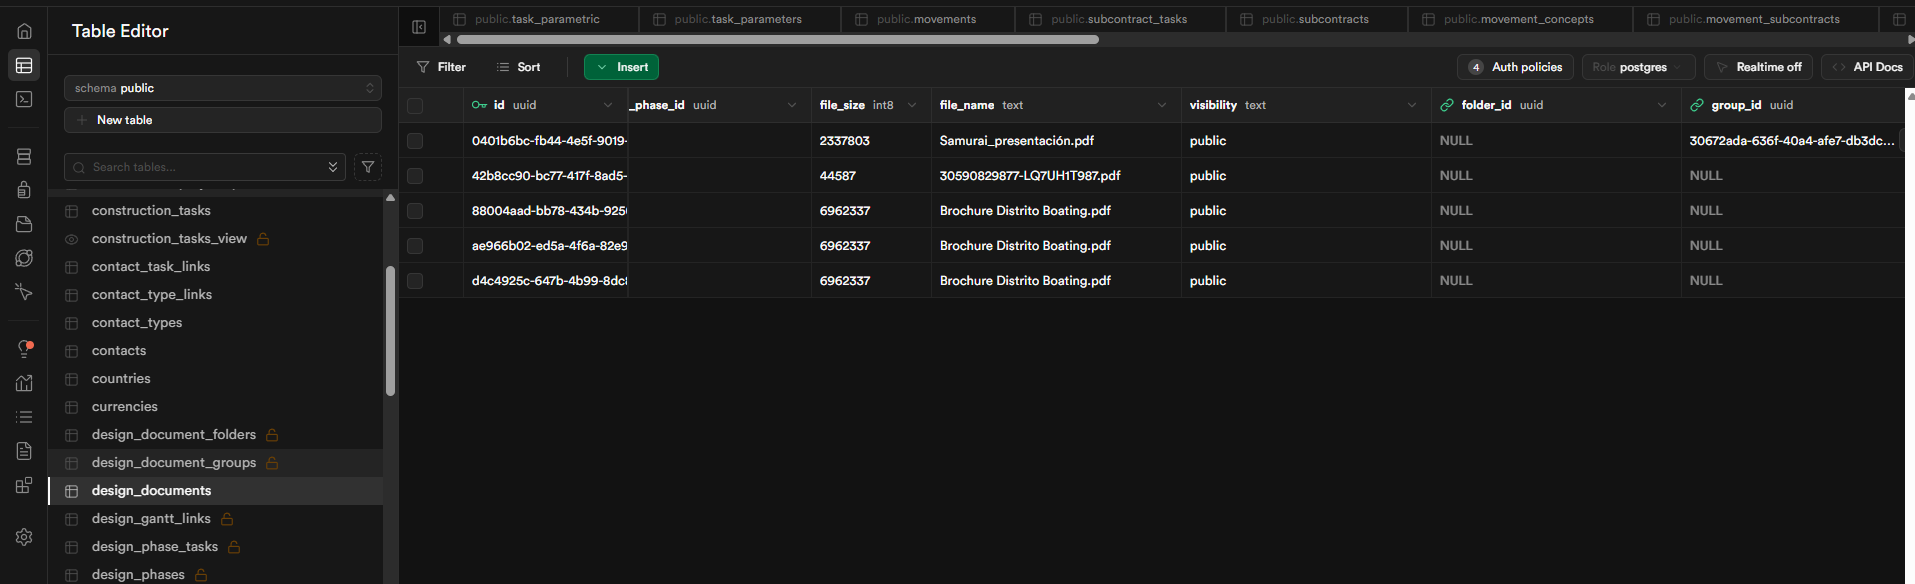 Table Editor
public.task_parametric
public.task_parameters
public.movements
public.subcontract_tasks
public.subcontracts
public.movement_concepts
public.movement_subcontracts
Filter
Sort
Insert
4 Auth policies
Role postgres
Realtime off
API Docs
schema public
New table
Search tables...
construction_tasks
construction_tasks_view
contact_task_links
contact_type_links
contact_types
contacts
countries
currencies
design_document_folders
design_document_groups
design_documents
design_gantt_links
design_phase_tasks
design_phases
id uuid _phase_id uuid file_size int8 file_name text visibility text folder_id uuid group_id uuid
0401b6bc-fb44-4e5f-9019- 2337803 Samurai_presentación.pdf public NULL 30672ada-636f-40a4-afe7-db3dc...
42b8cc90-bc77-417f-8ad5- 44587 30590829877-LQ7UH1T987.pdf public NULL NULL
88004aad-bb78-434b-925 6962337 Brochure Distrito Boating.pdf public NULL NULL
ae966b02-ed5a-4f6a-82e9 6962337 Brochure Distrito Boating.pdf public NULL NULL
d4c4925c-647b-4b99-8dc 6962337 Brochure Distrito Boating.pdf public NULL NULL